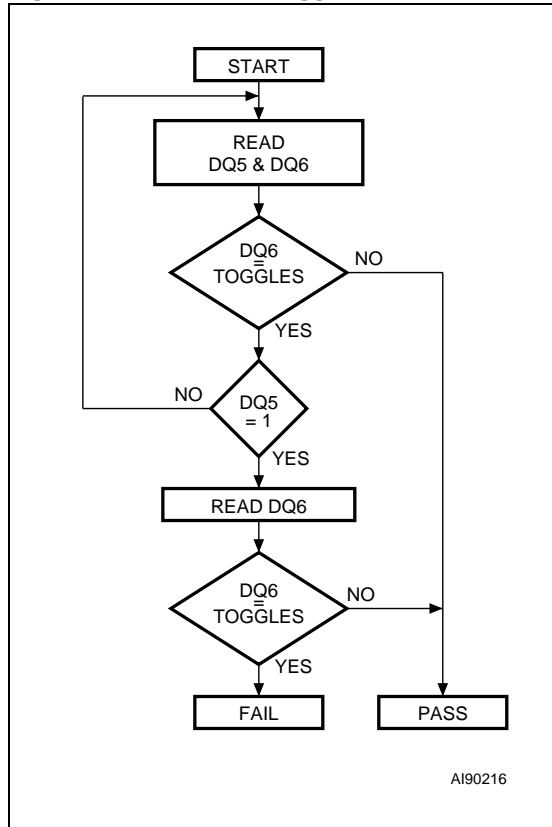 START
READ
DQ5 & DQ6
DQ6
=
TOGGLES
NO
YES
NO
DQ5
= 1
YES
READ DQ6
DQ6
=
TOGGLES
NO
YES
FAIL
PASS
AI90216